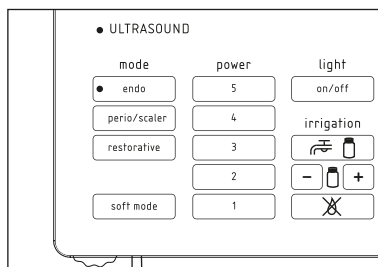 ULTRASOUND
mode power light
endo 5 on/off
perio/scaler 4 irrigation
restorative 3
2 - +
soft mode 1